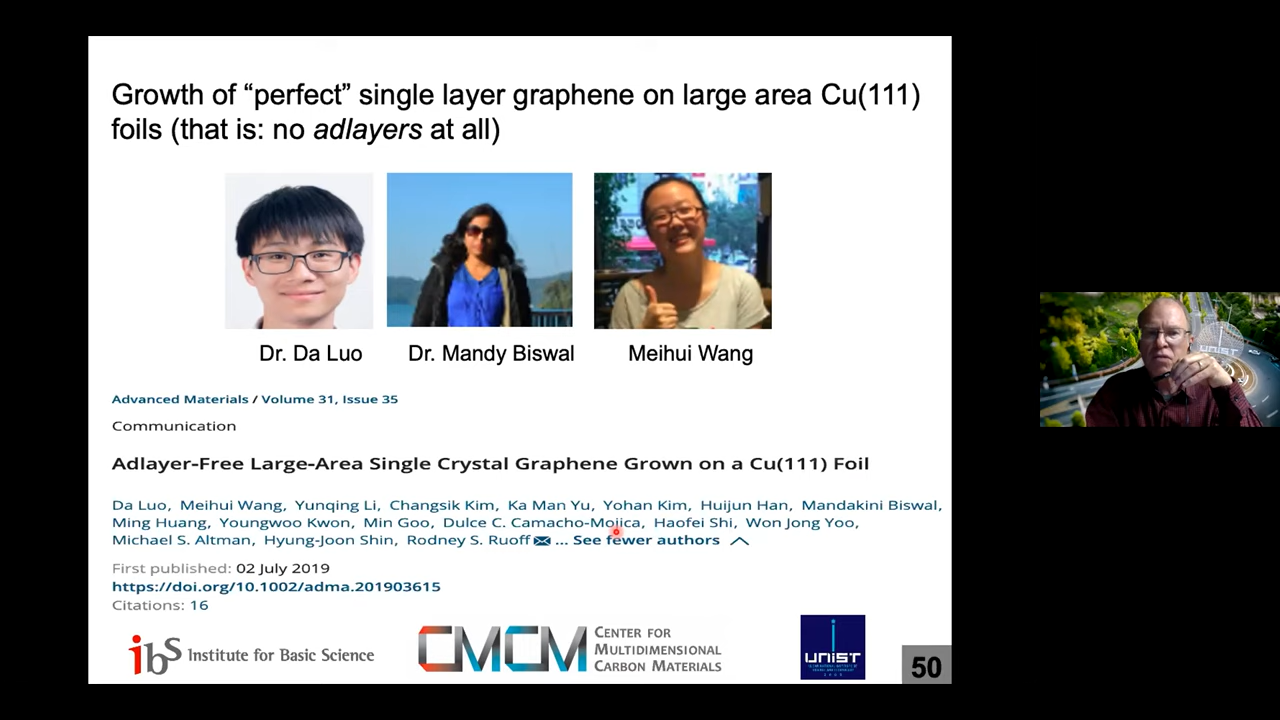 Growth of “perfect” single layer graphene on large area Cu(111)
foils (that is: no adlayers at all)
Dr. Da Luo
Dr. Mandy Biswal
Meihui Wang
Advanced Materials / Volume 31, Issue 35
Communication
Adlayer-Free Large-Area Single Crystal Graphene Grown on a Cu(111) Foil
Da Luo, Meihui Wang, Yunqing Li, Changsik Kim, Ka Man Yu, Yohan Kim, Huijun Han, Mandakini Biswal,
Ming Huang, Youngwoo Kwon, Min Goo, Dulce C. Camacho-Mojica, Haofei Shi, Won Jong Yoo,
Michael S. Altman, Hyung-Joon Shin, Rodney S. Ruoff ... See fewer authors
First published: 02 July 2019
https://doi.org/10.1002/adma.201903615
Citations: 16
ibS Institute for Basic Science
CMCM
CENTER FOR
MULTIDIMENSIONAL
CARBON MATERIALS
UNIST
50
UNIST